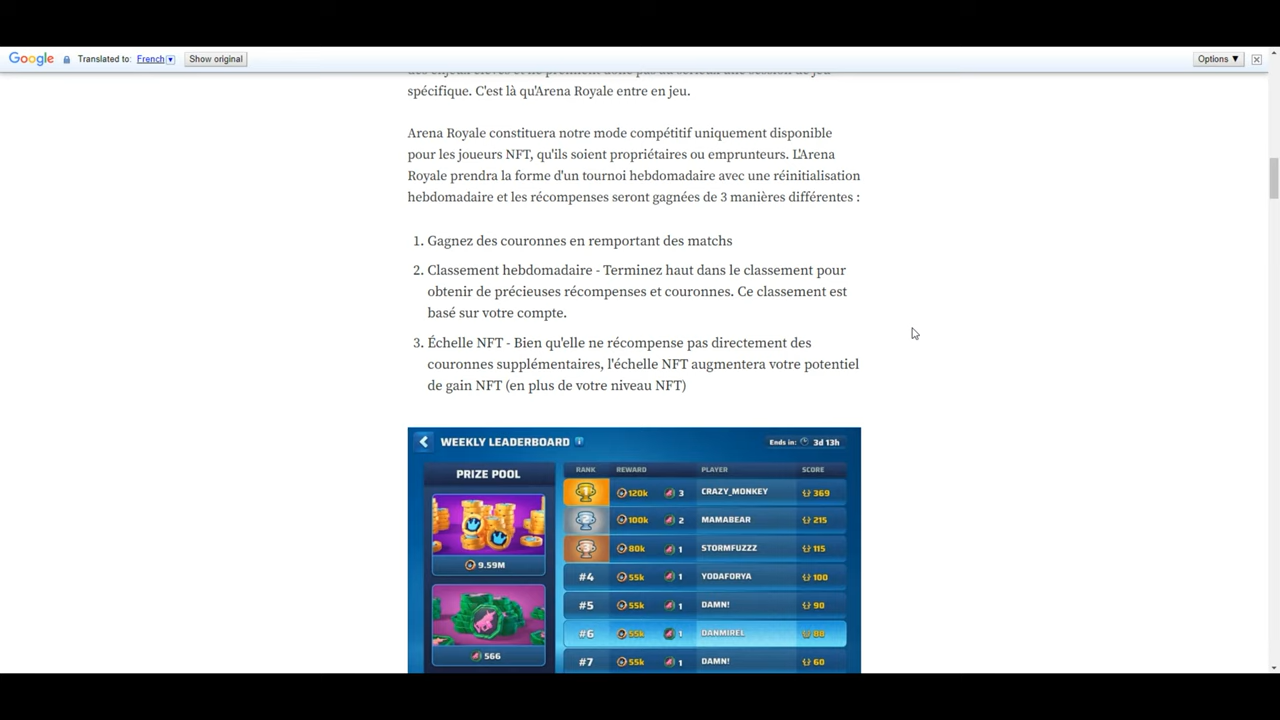 Google Translated to: French Show original Options ▼
spécifique. C'est là qu'Arena Royale entre en jeu.
Arena Royale constituera notre mode compétitif uniquement disponible
pour les joueurs NFT, qu'ils soient propriétaires ou emprunteurs. L'Arena
Royale prendra la forme d'un tournoi hebdomadaire avec une réinitialisation
hebdomadaire et les récompenses seront gagnées de 3 manières différentes :
1. Gagnez des couronnes en remportant des matchs
2. Classement hebdomadaire - Terminez haut dans le classement pour
obtenir de précieuses récompenses et couronnes. Ce classement est
basé sur votre compte.
3. Échelle NFT - Bien qu'elle ne récompense pas directement des
couronnes supplémentaires, l'échelle NFT augmentera votre potentiel
de gain NFT (en plus de votre niveau NFT)
WEEKLY LEADERBOARD Ends in: 3d 13h
PRIZE POOL
9.59M
566
RANK REWARD PLAYER SCORE
120k 3 CRAZY_MONKEY 369
100k 2 MAMABEAR 215
80k 1 STORMFUZZZ 115
#4 55k 1 YODAFORYA 100
#5 55k 1 DAMN! 90
#6 55k 1 DANMIREL 88
#7 55k 1 DAMN! 60